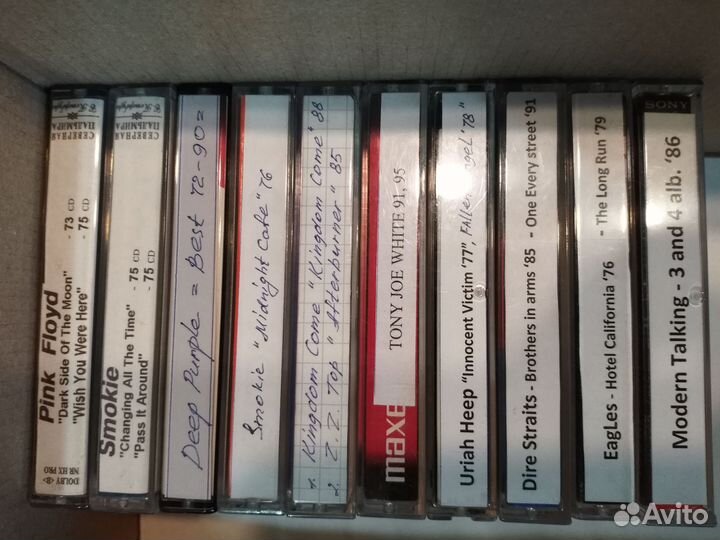 С.-Петербург
СЕВЕРНАЯ
ПАЛЬМИРА
Pink Floyd
"Dark Side Of The Moon" - 73 CD
"Wish You Were Here" - 75 CD
DOLBY NR HX PRO
С.-Петербург
СЕВЕРНАЯ
ПАЛЬМИРА
Smokie
"Changing All The Time" - 75 CD
"Pass It Around" - 75 CD
Deep Purple = Best 72-90=
Smokie "Midnight Cafe" 76
1. Kingdom Come "Kingdom Come" 88
2. Z.Z. Top "Afterburner" 85
TONY JOE WHITE 91, 95
maxe
Uriah Heep "Innocent Victim '77", Fallen Angel '78"
Dire Straits - Brothers in arms '85 - One Every street '91
EagLes - Hotel California '76 - The Long Run '79
SONY
Modern Talking - 3 and 4 alb. '86
Avito